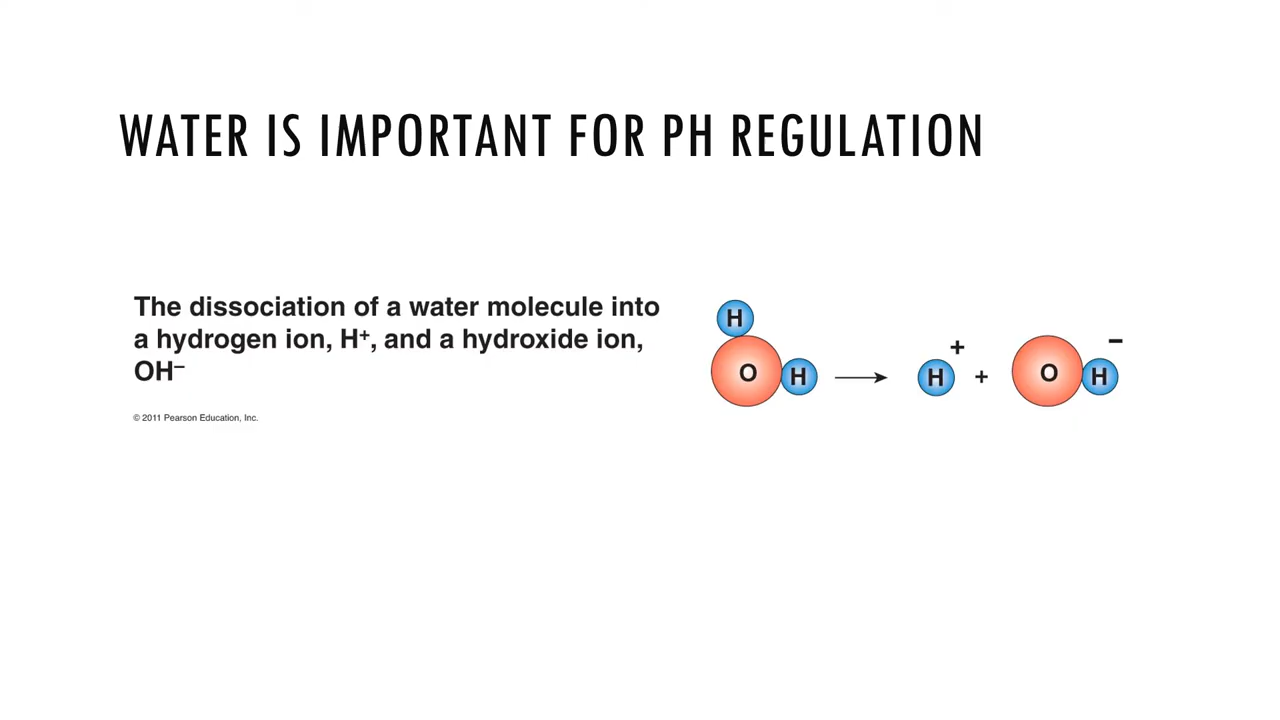 WATER IS IMPORTANT FOR PH REGULATION
The dissociation of a water molecule into
a hydrogen ion, H⁺, and a hydroxide ion,
OH⁻
© 2011 Pearson Education, Inc.
H
O H → H + + O H −